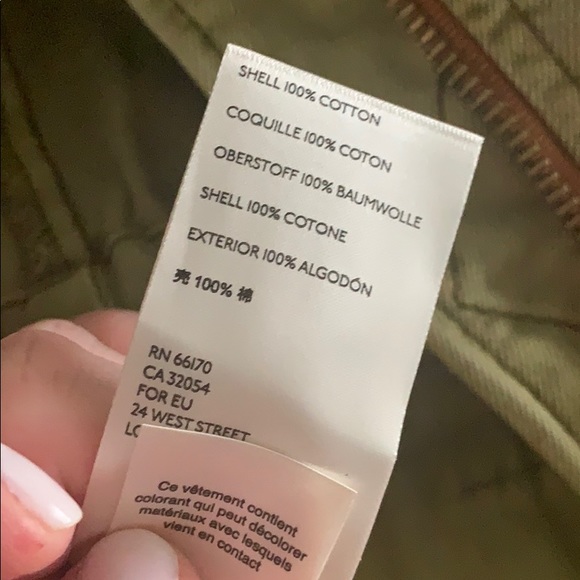 SHELL 100% COTTON
COQUILLE 100% COTON
OBERSTOFF 100% BAUMWOLLE
SHELL 100% COTONE
EXTERIOR 100% ALGODÓN
売 100% 棉
RN 66170
CA 32054
FOR EU
24 WEST STREET
Ce vêtement contient
colorant qui peut décolorer
matériaux avec lesquels
vient en contact